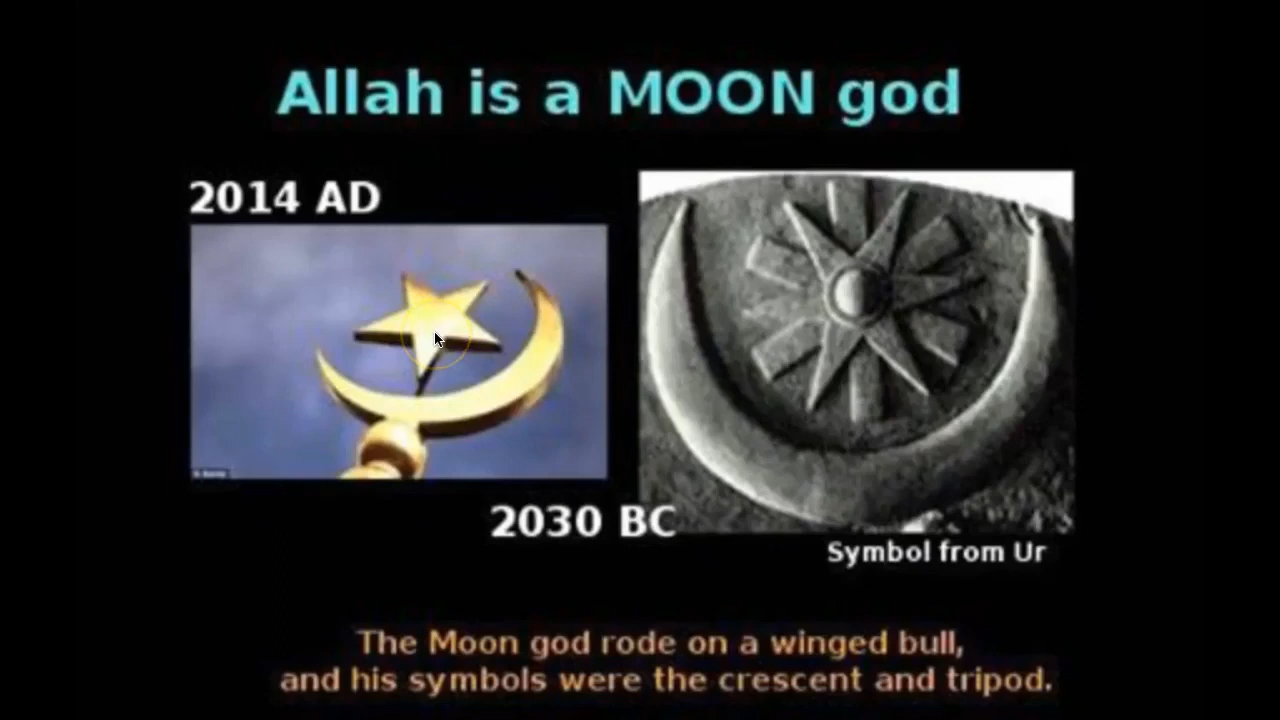 Allah is a MOON god
2014 AD
2030 BC
Symbol from Ur
The Moon god rode on a winged bull,
and his symbols were the crescent and tripod.